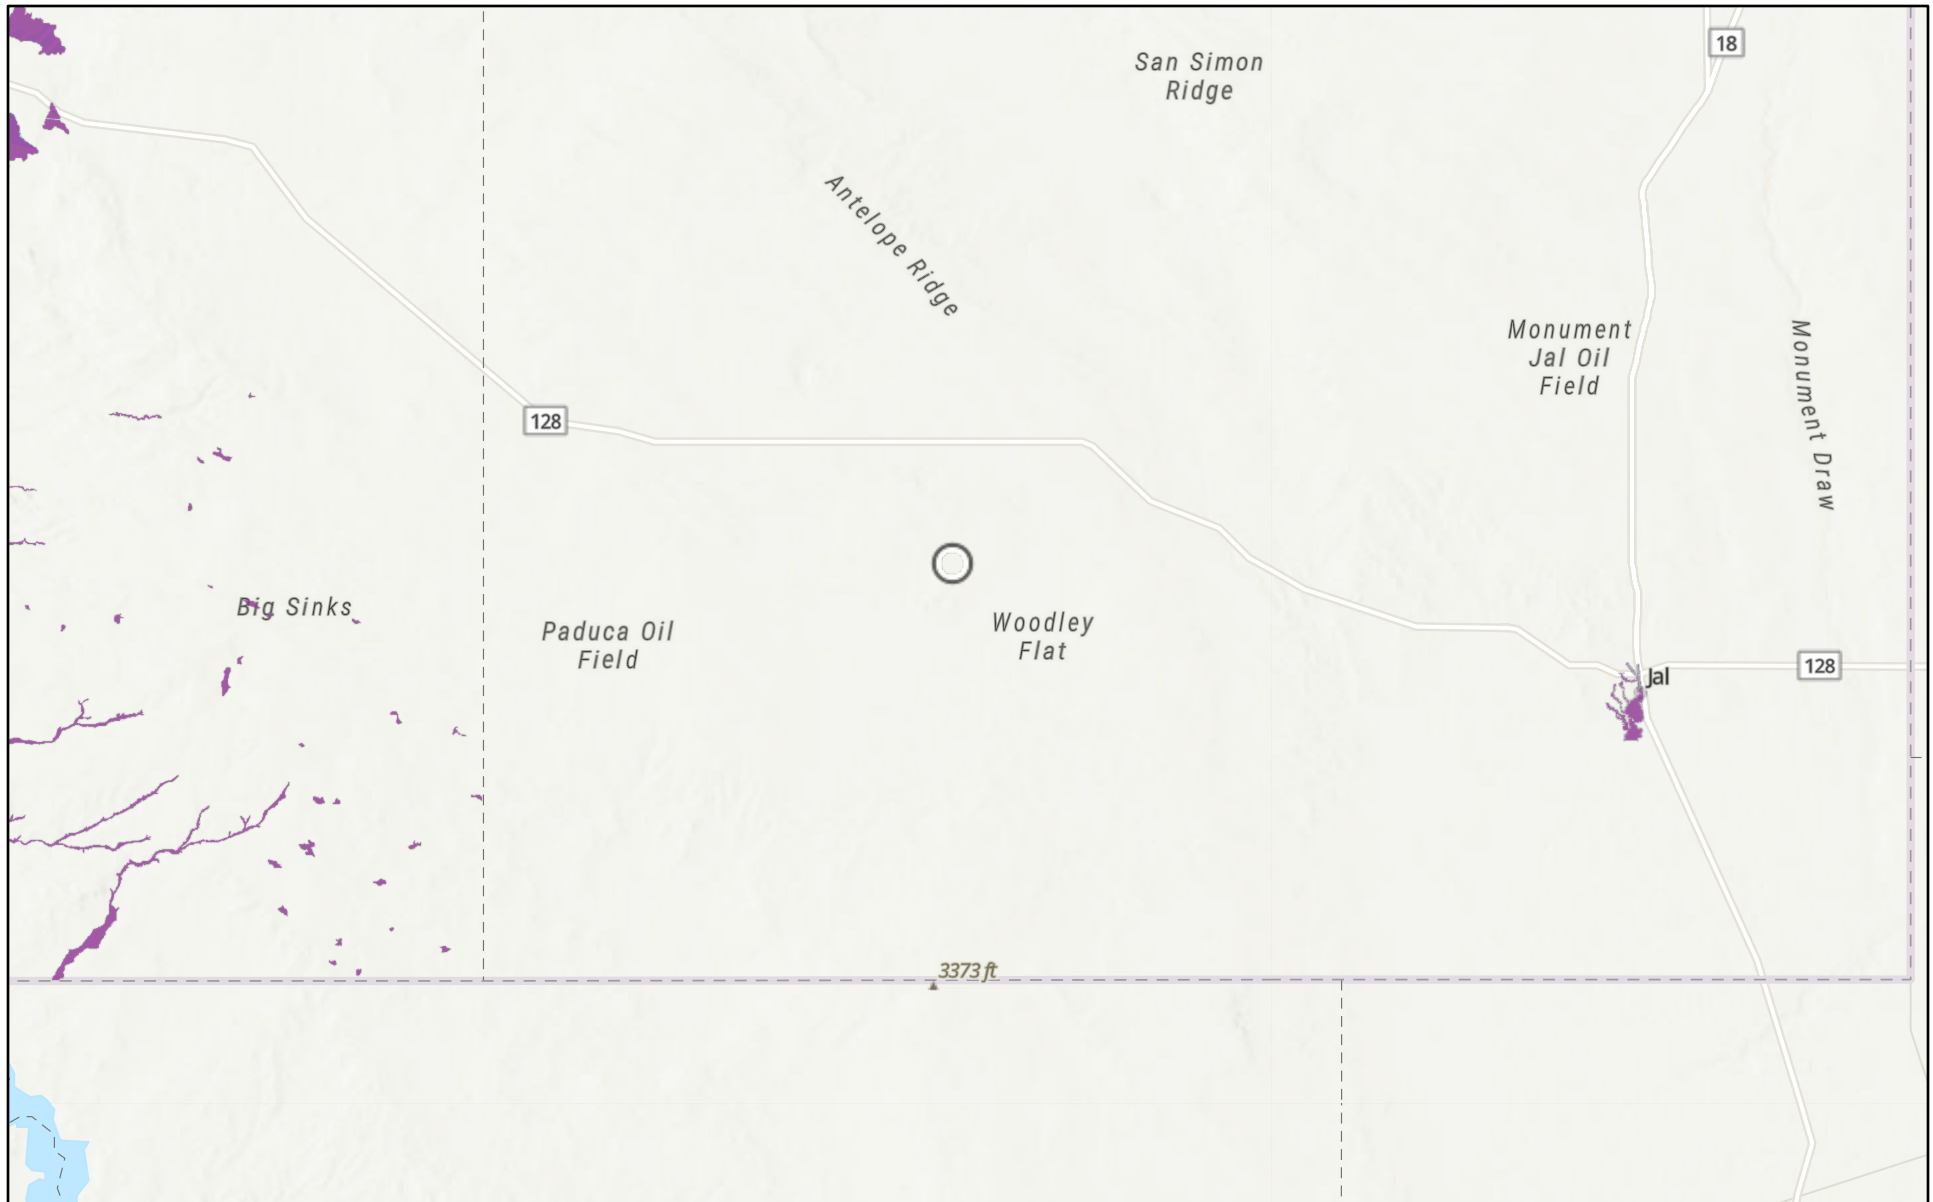 18
San Simon
Ridge
Antelope Ridge
Monument
Jal Oil
Field
Monument Draw
128
Big Sinks
Paduca Oil
Field
Woodley
Flat
Jal
128
3373 ft